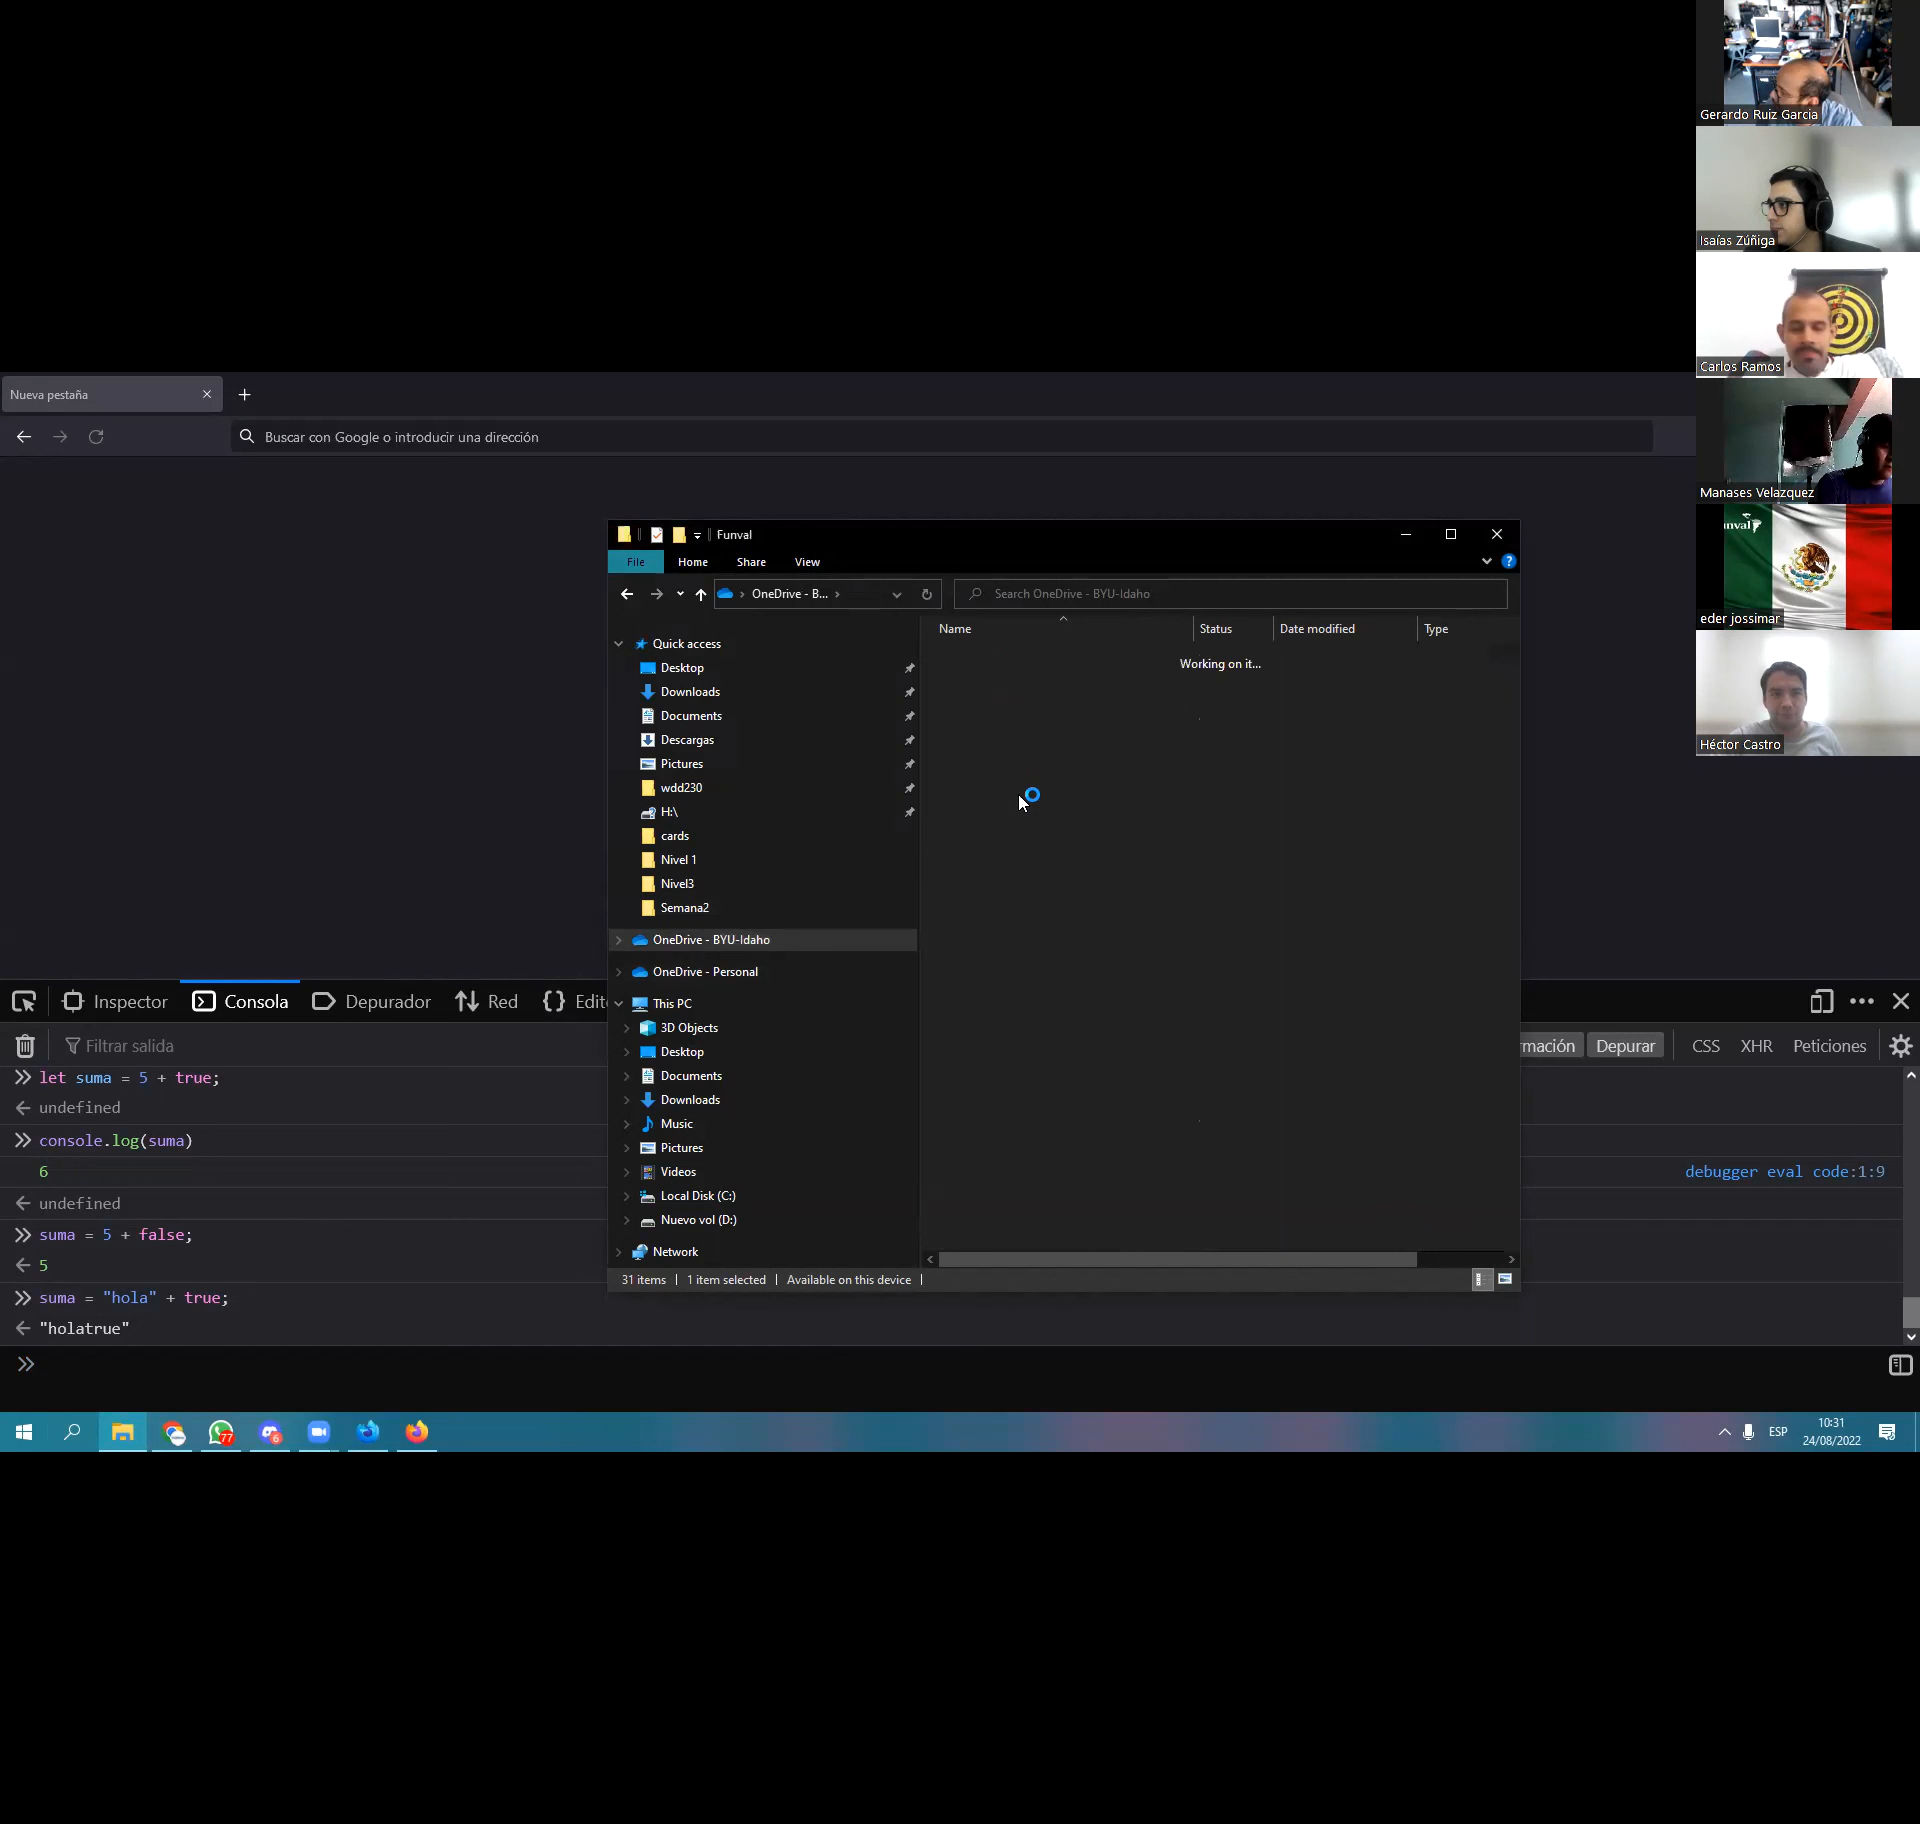 Gerardo Ruiz Garcia
Isaías Zúñiga
Carlos Ramos
Manases Velazquez
nval
eder jossimar
Héctor Castro
Nueva pestaña
Buscar con Google o introducir una dirección
Funval
File Home Share View
OneDrive - B...
Search OneDrive - BYU-Idaho
Name Status Date modified Type
Working on it...
Quick access
Desktop
Downloads
Documents
Descargas
Pictures
wdd230
H:\
cards
Nivel 1
Nivel3
Semana2
OneDrive - BYU-Idaho
OneDrive - Personal
This PC
3D Objects
Desktop
Documents
Downloads
Music
Pictures
Videos
Local Disk (C:)
Nuevo vol (D:)
Network
31 items 1 item selected Available on this device
Inspector Consola Depurador Red {} Edit
Filtrar salida
mación Depurar CSS XHR Peticiones
let suma = 5 + true;
undefined
console.log(suma)
6 debugger eval code:1:9
undefined
suma = 5 + false;
5
suma = "hola" + true;
"holatrue"
77
6
ESP
10:31
24/08/2022